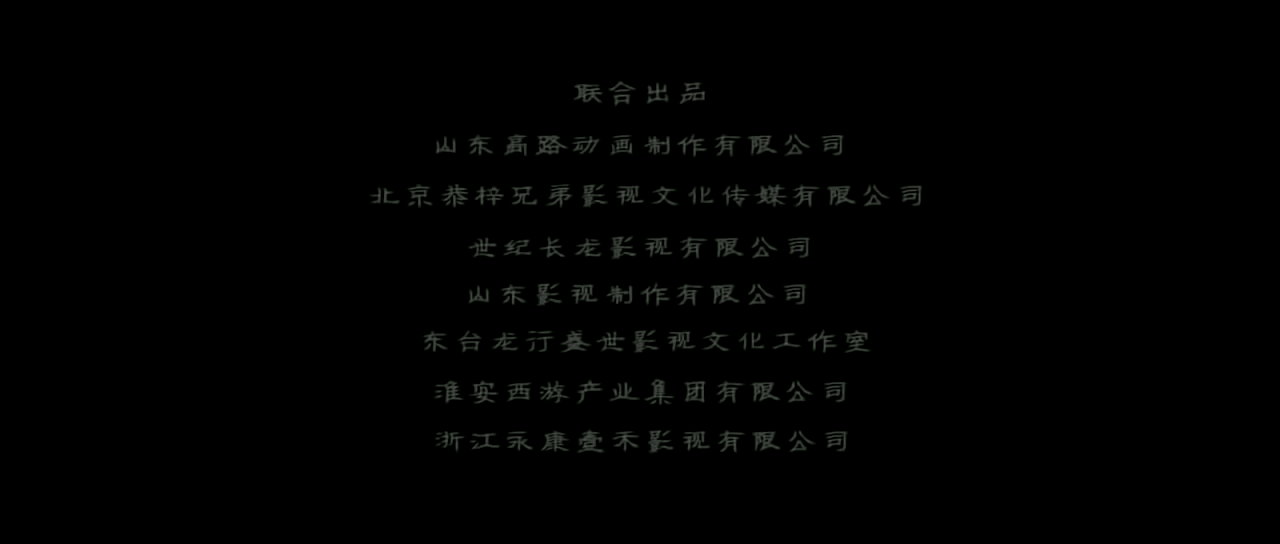 联合出品
山东高路动画制作有限公司
北京恭梓兄弟影视文化传媒有限公司
世纪长龙影视有限公司
山东影视制作有限公司
东台龙行盛世影视文化工作室
淮安西游产业集团有限公司
浙江永康壹禾影视有限公司